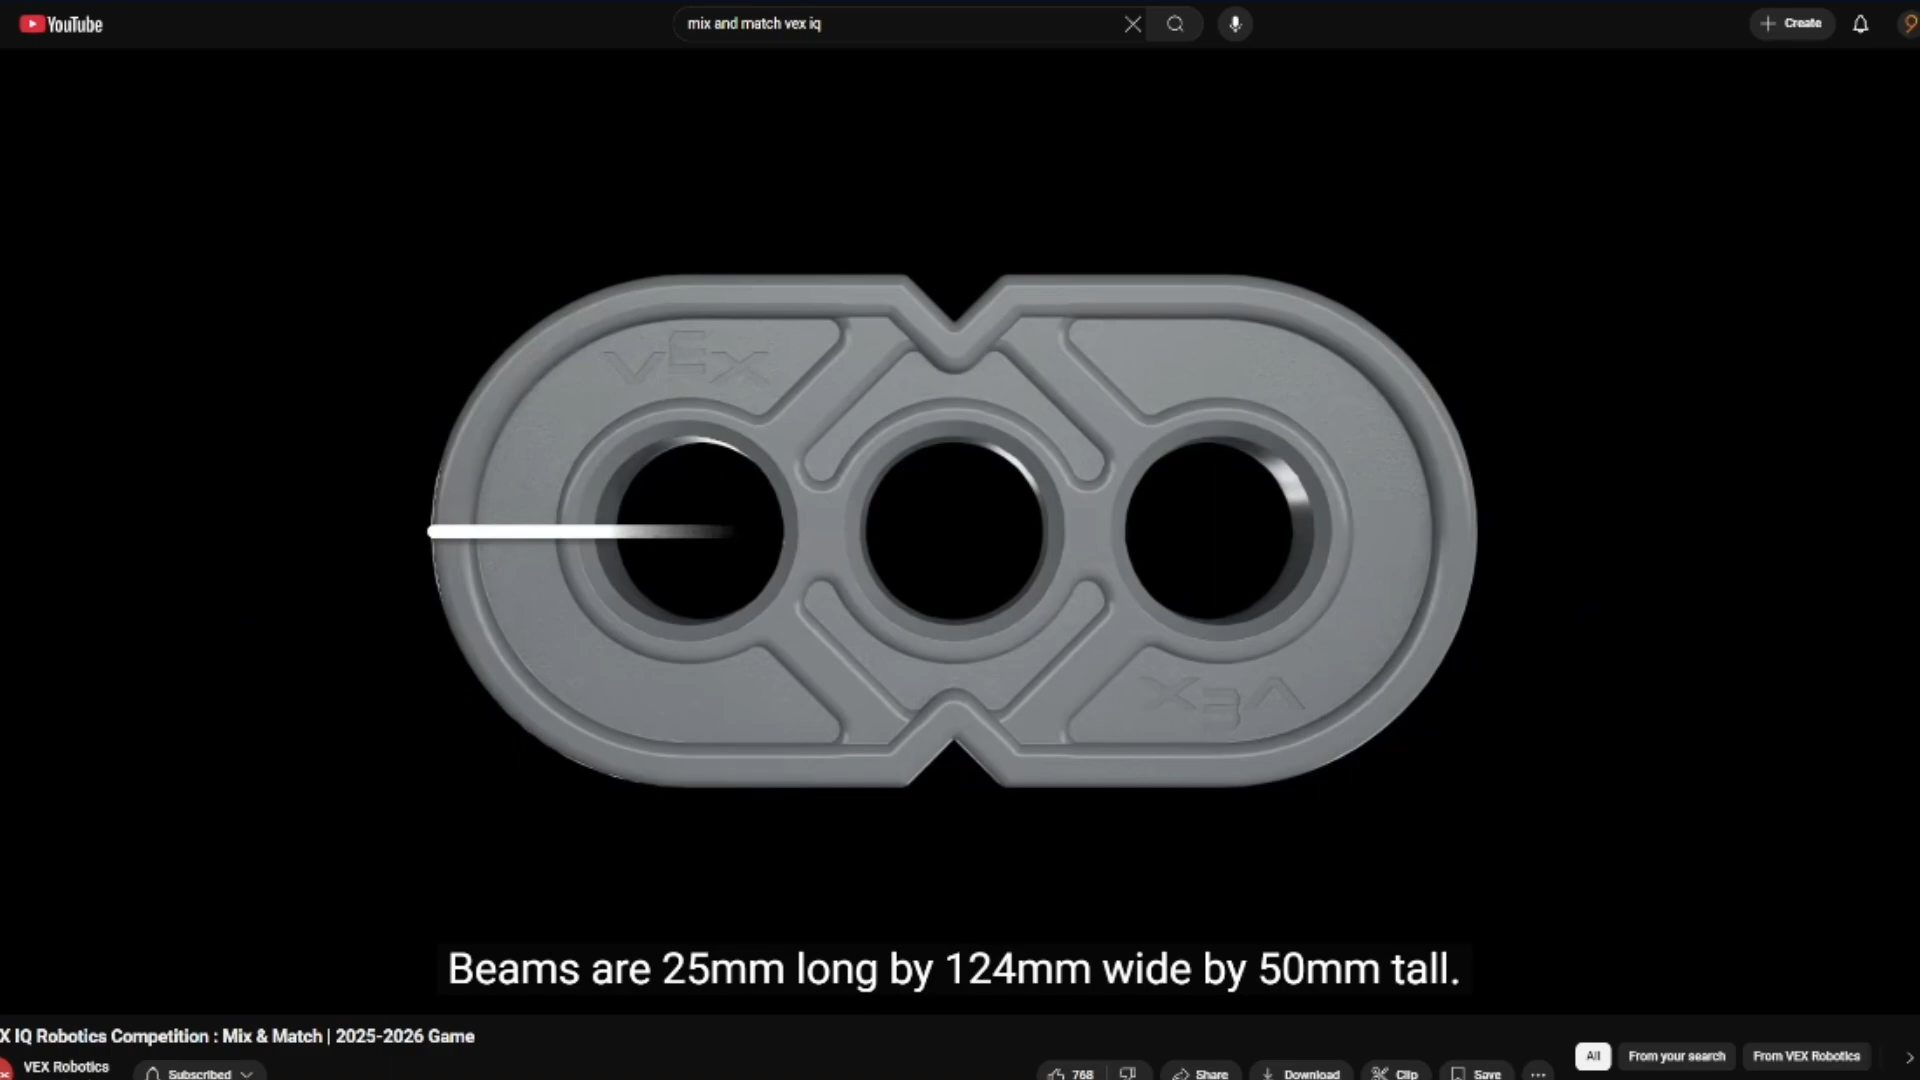 YouTube
mix and match vex iq
Create
VEX
VEX
Beams are 25mm long by 124mm wide by 50mm tall.
X IQ Robotics Competition : Mix & Match | 2025-2026 Game
VEX Robotics
Subscribed
768
Share
Download
Clip
Save
All
From your search
From VEX Robotics